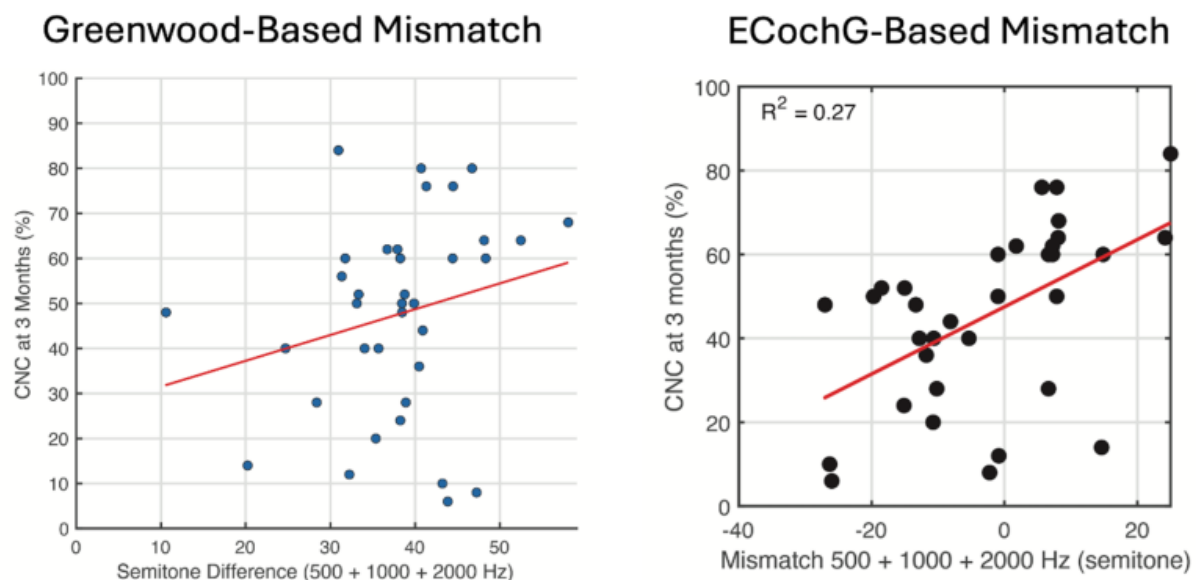 Greenwood-Based Mismatch
100
90
80
70
60
50
40
30
20
10
0
CNC at 3 Months (%)
0 10 20 30 40 50
Semitone Difference (500 + 1000 + 2000 Hz)
ECochG-Based Mismatch
R² = 0.27
100
80
60
40
20
0
CNC at 3 months (%)
-40 -20 0 20
Mismatch 500 + 1000 + 2000 Hz (semitone)